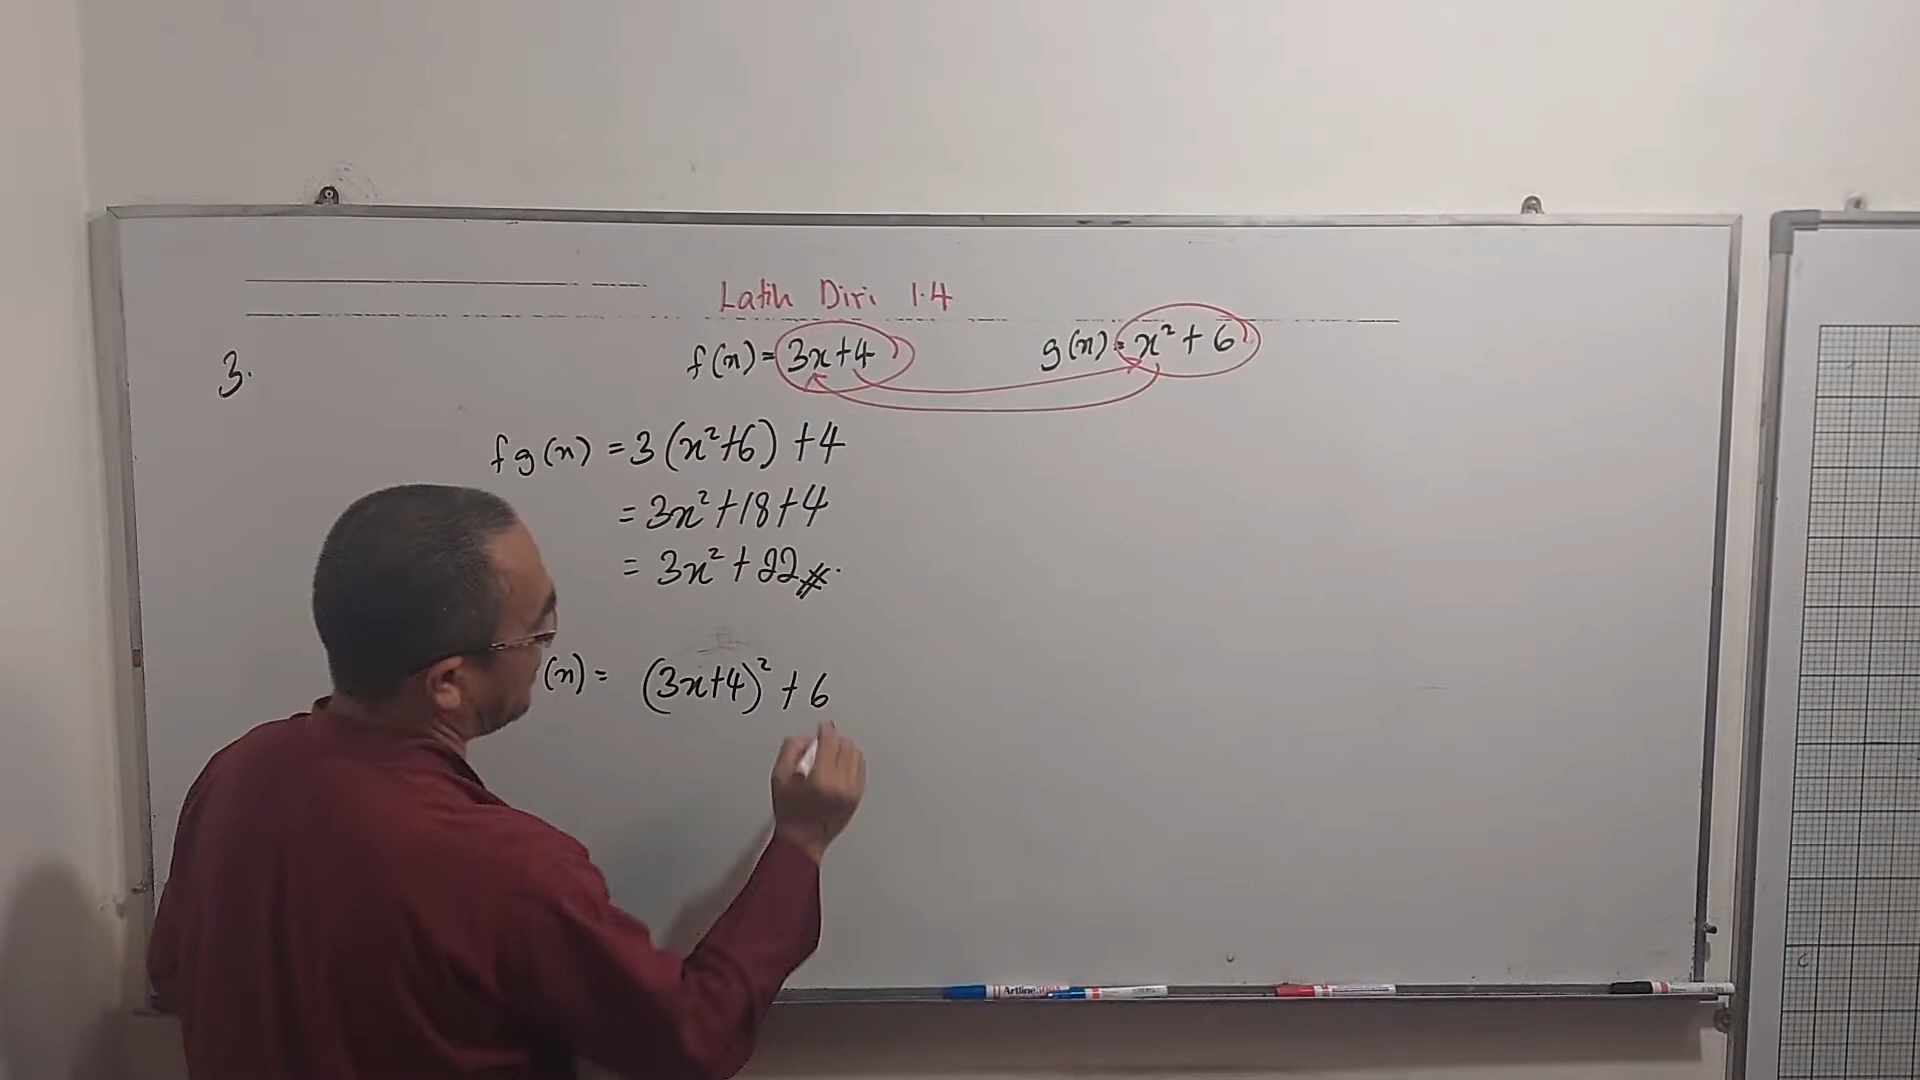 Latih Diri 1.4
3. f(x) = 3x+4 g(x) = x² + 6
fg(x) = 3(x²+6) + 4
= 3x² + 18 + 4
= 3x² + 22 #.
(x) = (3x+4)² + 6
Artline